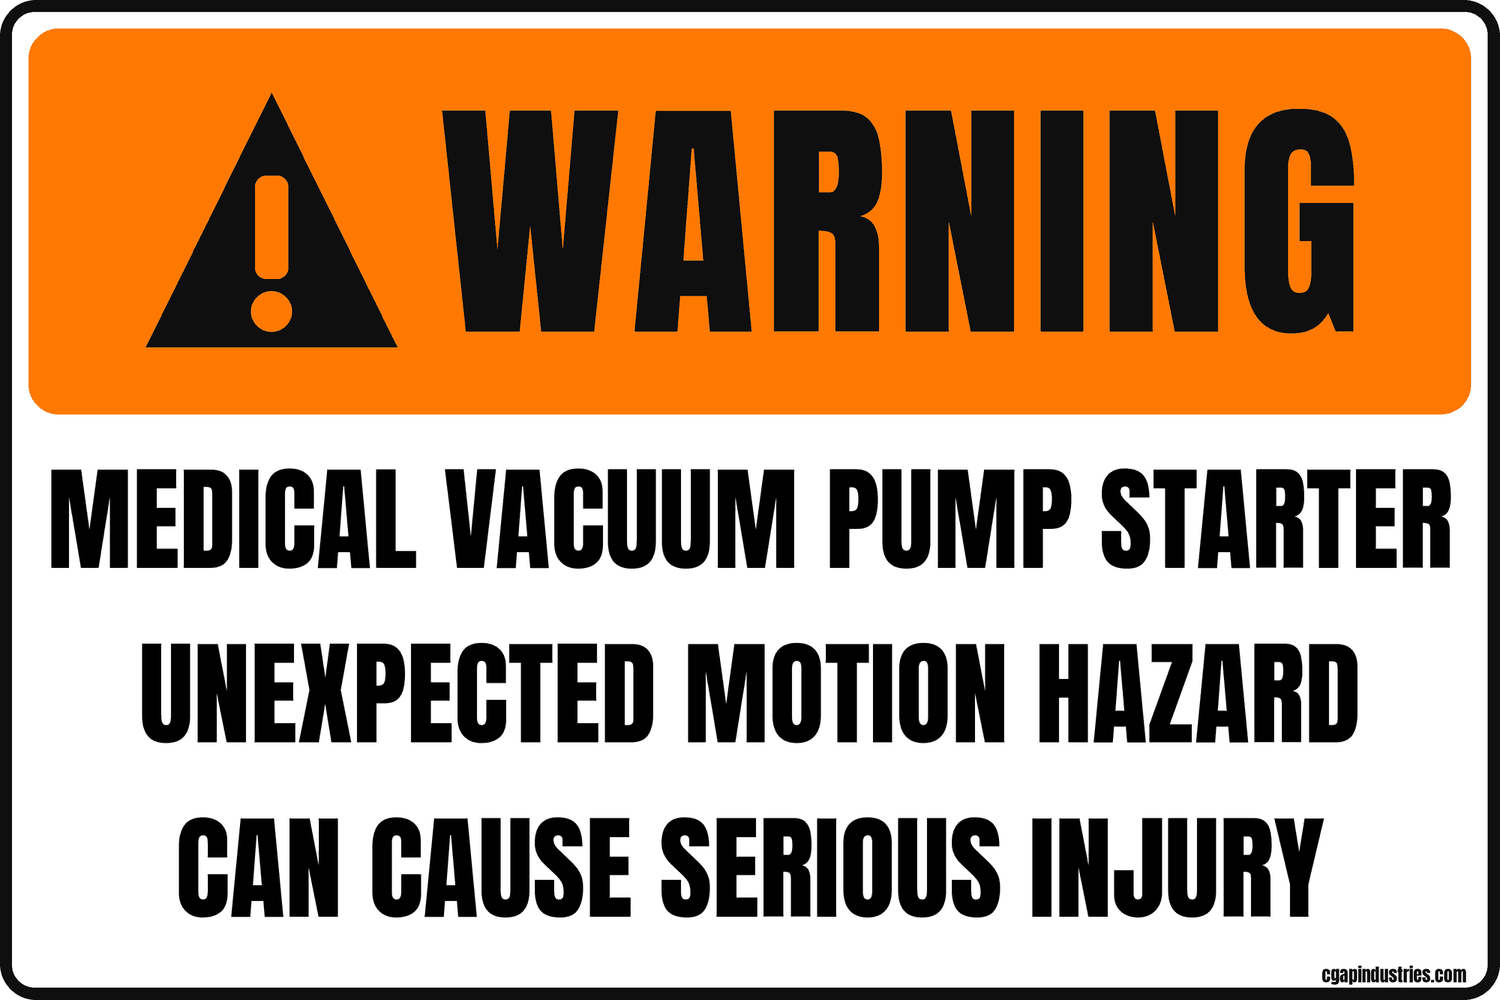 WARNING
MEDICAL VACUUM PUMP STARTER
UNEXPECTED MOTION HAZARD
CAN CAUSE SERIOUS INJURY
cgapindustries.com